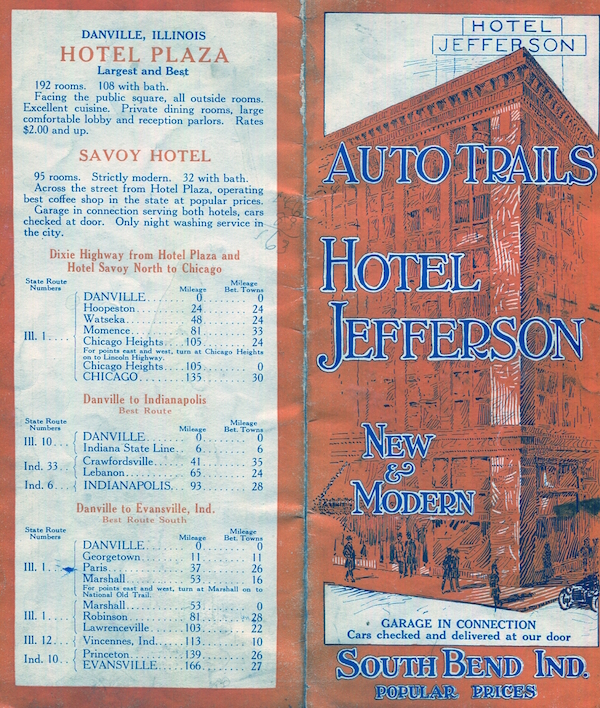 DANVILLE, ILLINOIS
HOTEL PLAZA
Largest and Best
192 rooms. 108 with bath.
Facing the public square, all outside rooms.
Excellent cuisine. Private dining rooms, large
comfortable lobby and reception parlors. Rates
$2.00 and up.
SAVOY HOTEL
95 rooms. Strictly modern. 32 with bath.
Across the street from Hotel Plaza, operating
best coffee shop in the state at popular prices.
Garage in connection serving both hotels, cars
checked at door. Only night washing service in
the city.
Dixie Highway from Hotel Plaza and
Hotel Savoy North to Chicago
State Route Numbers Mileage Mileage Bet. Towns
DANVILLE 0 0
Hoopeston 24 24
Watseka 48 24
Momence 81 33
Ill. 1 Chicago Heights 105 24
For points east and west, turn at Chicago Heights
on to Lincoln Highway.
Chicago Heights 105 0
CHICAGO 135 30
Danville to Indianapolis
Best Route
State Route Numbers Mileage Mileage Bet. Towns
Ill. 10 DANVILLE 0 0
Indiana State Line 6 6
Ind. 33 Crawfordsville 41 35
Lebanon 65 24
Ind. 6 INDIANAPOLIS 93 28
Danville to Evansville, Ind.
Best Route South
State Route Numbers Mileage Mileage Bet. Towns
DANVILLE 0 0
Georgetown 11 11
Ill. 1 Paris 37 26
Marshall 53 16
For points east and west, turn at Marshall on to
National Old Trail.
Marshall 53 0
Ill. 1 Robinson 81 28
Lawrenceville 103 22
Ill. 12 Vincennes, Ind. 113 10
Ind. 10 Princeton 139 26
EVANSVILLE 166 27
HOTEL
JEFFERSON
AUTO TRAILS
HOTEL
JEFFERSON
NEW
&
MODERN
GARAGE IN CONNECTION
Cars checked and delivered at our door
SOUTH BEND IND.
POPULAR PRICES